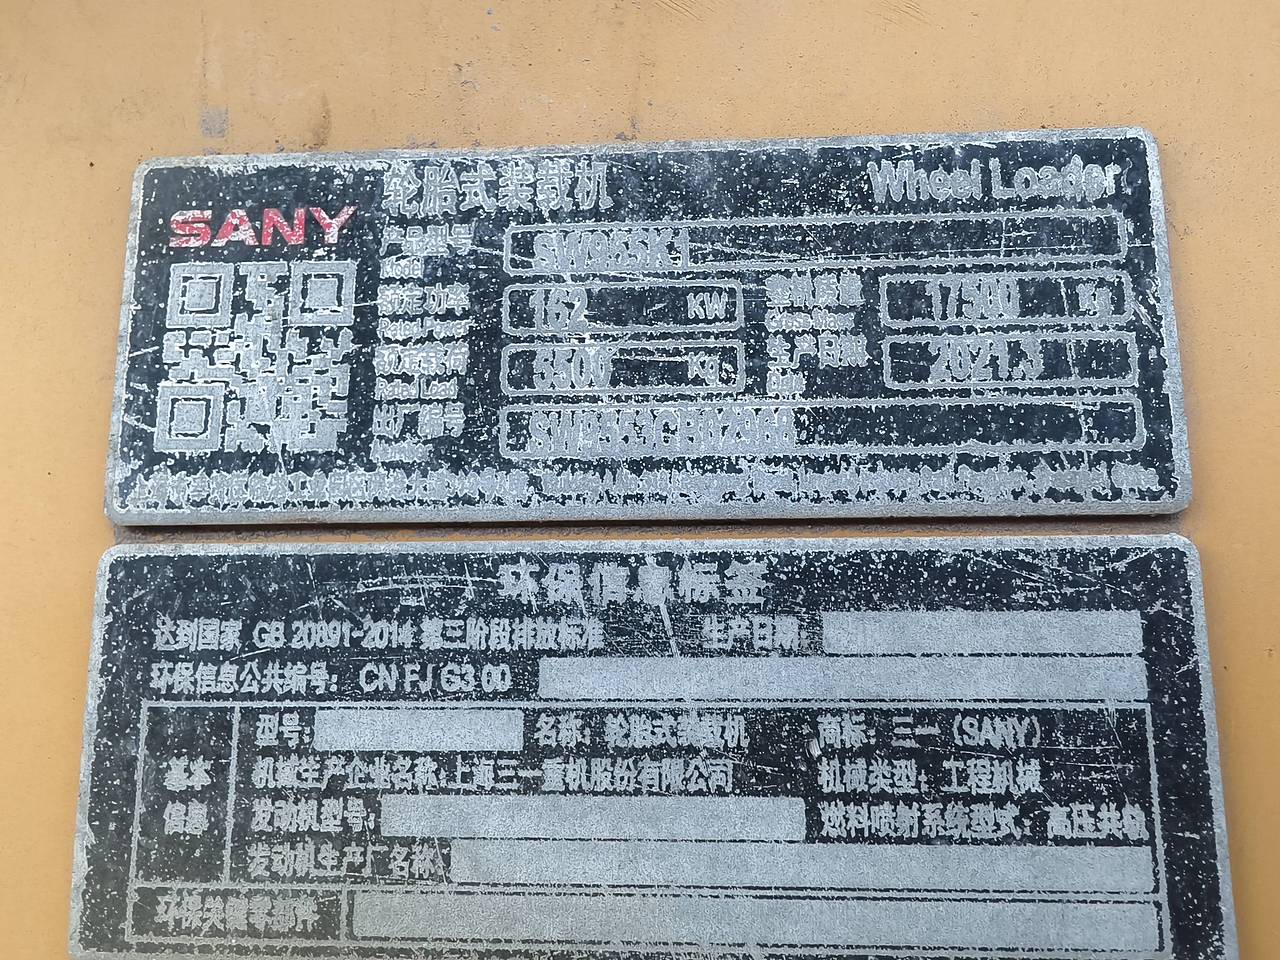 SANY
轮胎式装载机 Wheel Loader
产品型号 SW955K1
Model
额定功率 162 KW 整机质量 17500 Kg
Rated Power
额定载荷 5500 Kg 生产日期
Rated Load Date
出厂编号
环保信息标签
达到国家 GB 20891-2014 第三阶段排放标准 生产日期:
环保信息公共编号: CN FJ G3 00
基本信息
型号: 名称: 轮胎式装载机 商标: 三一 (SANY)
机械生产企业名称: 上海三一重机股份有限公司 机械类型: 工程机械
发动机型号: 燃料喷射系统型式: 高压共轨
发动机生产厂名称:
环保关键零部件